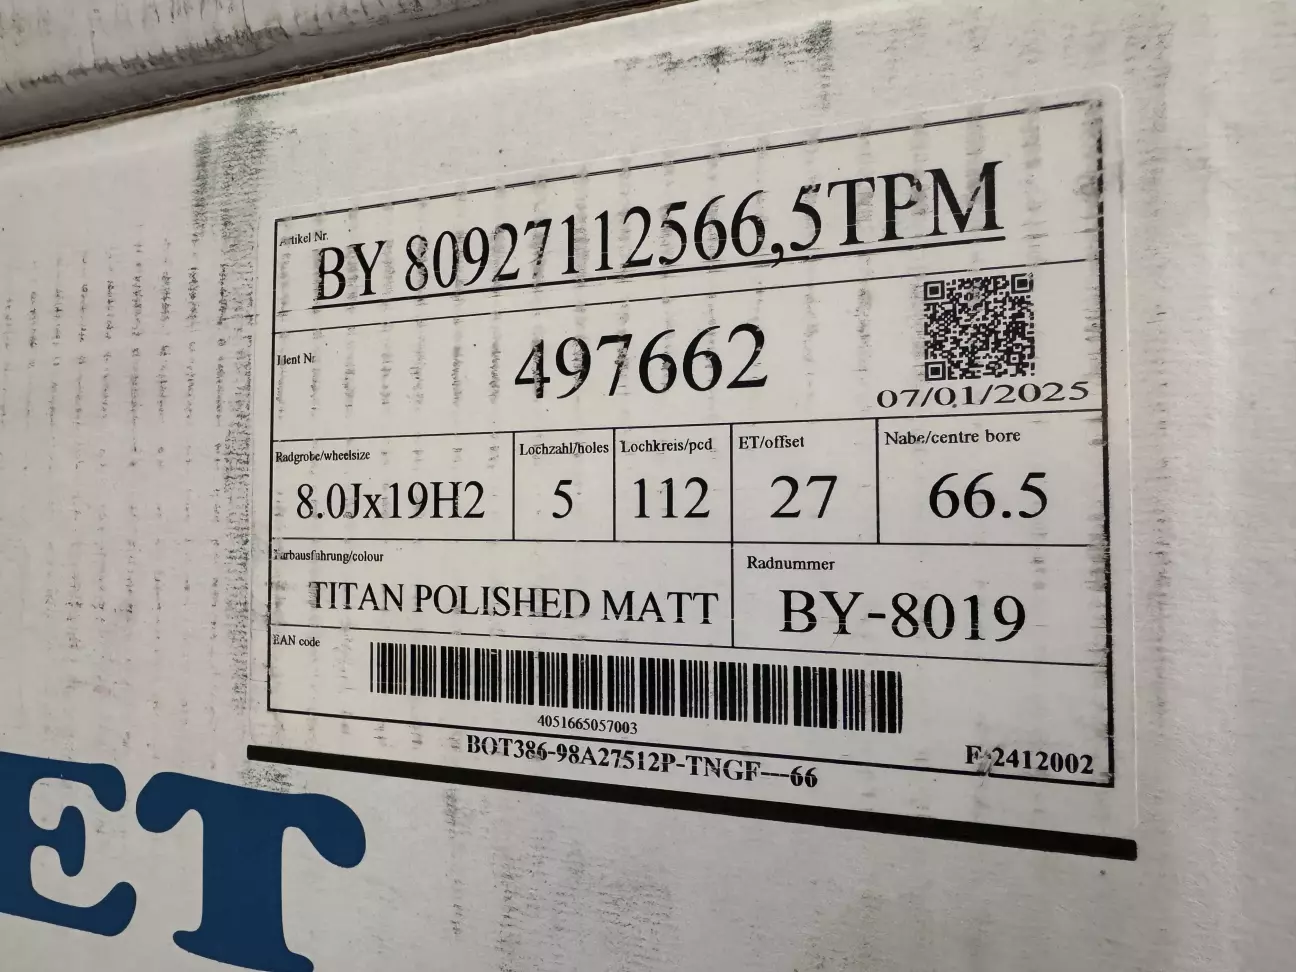 Artikel Nr.
BY 80927112566,5TPM
Ident Nr
497662
07/01/2025
Radgrobe/wheelsize
8.0Jx19H2
Lochzahl/holes
5
Lochkreis/pcd
112
ET/offset
27
Nabe/centre bore
66.5
Farbausfahrung/colour
TITAN POLISHED MATT
Radnummer
BY-8019
EAN code
4051665057003
BOT386-98A27512P-TNGF---66
F-2412002
ET